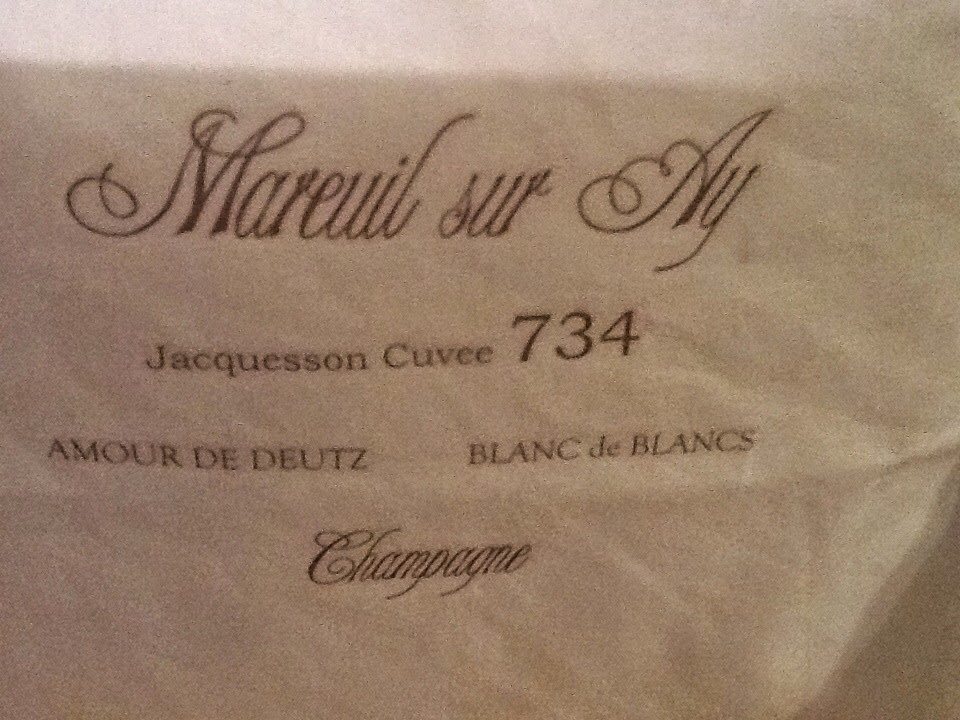 Mareuil sur Ay
Jacquesson Cuvee 734
AMOUR DE DEUTZ BLANC de BLANCS
Champagne